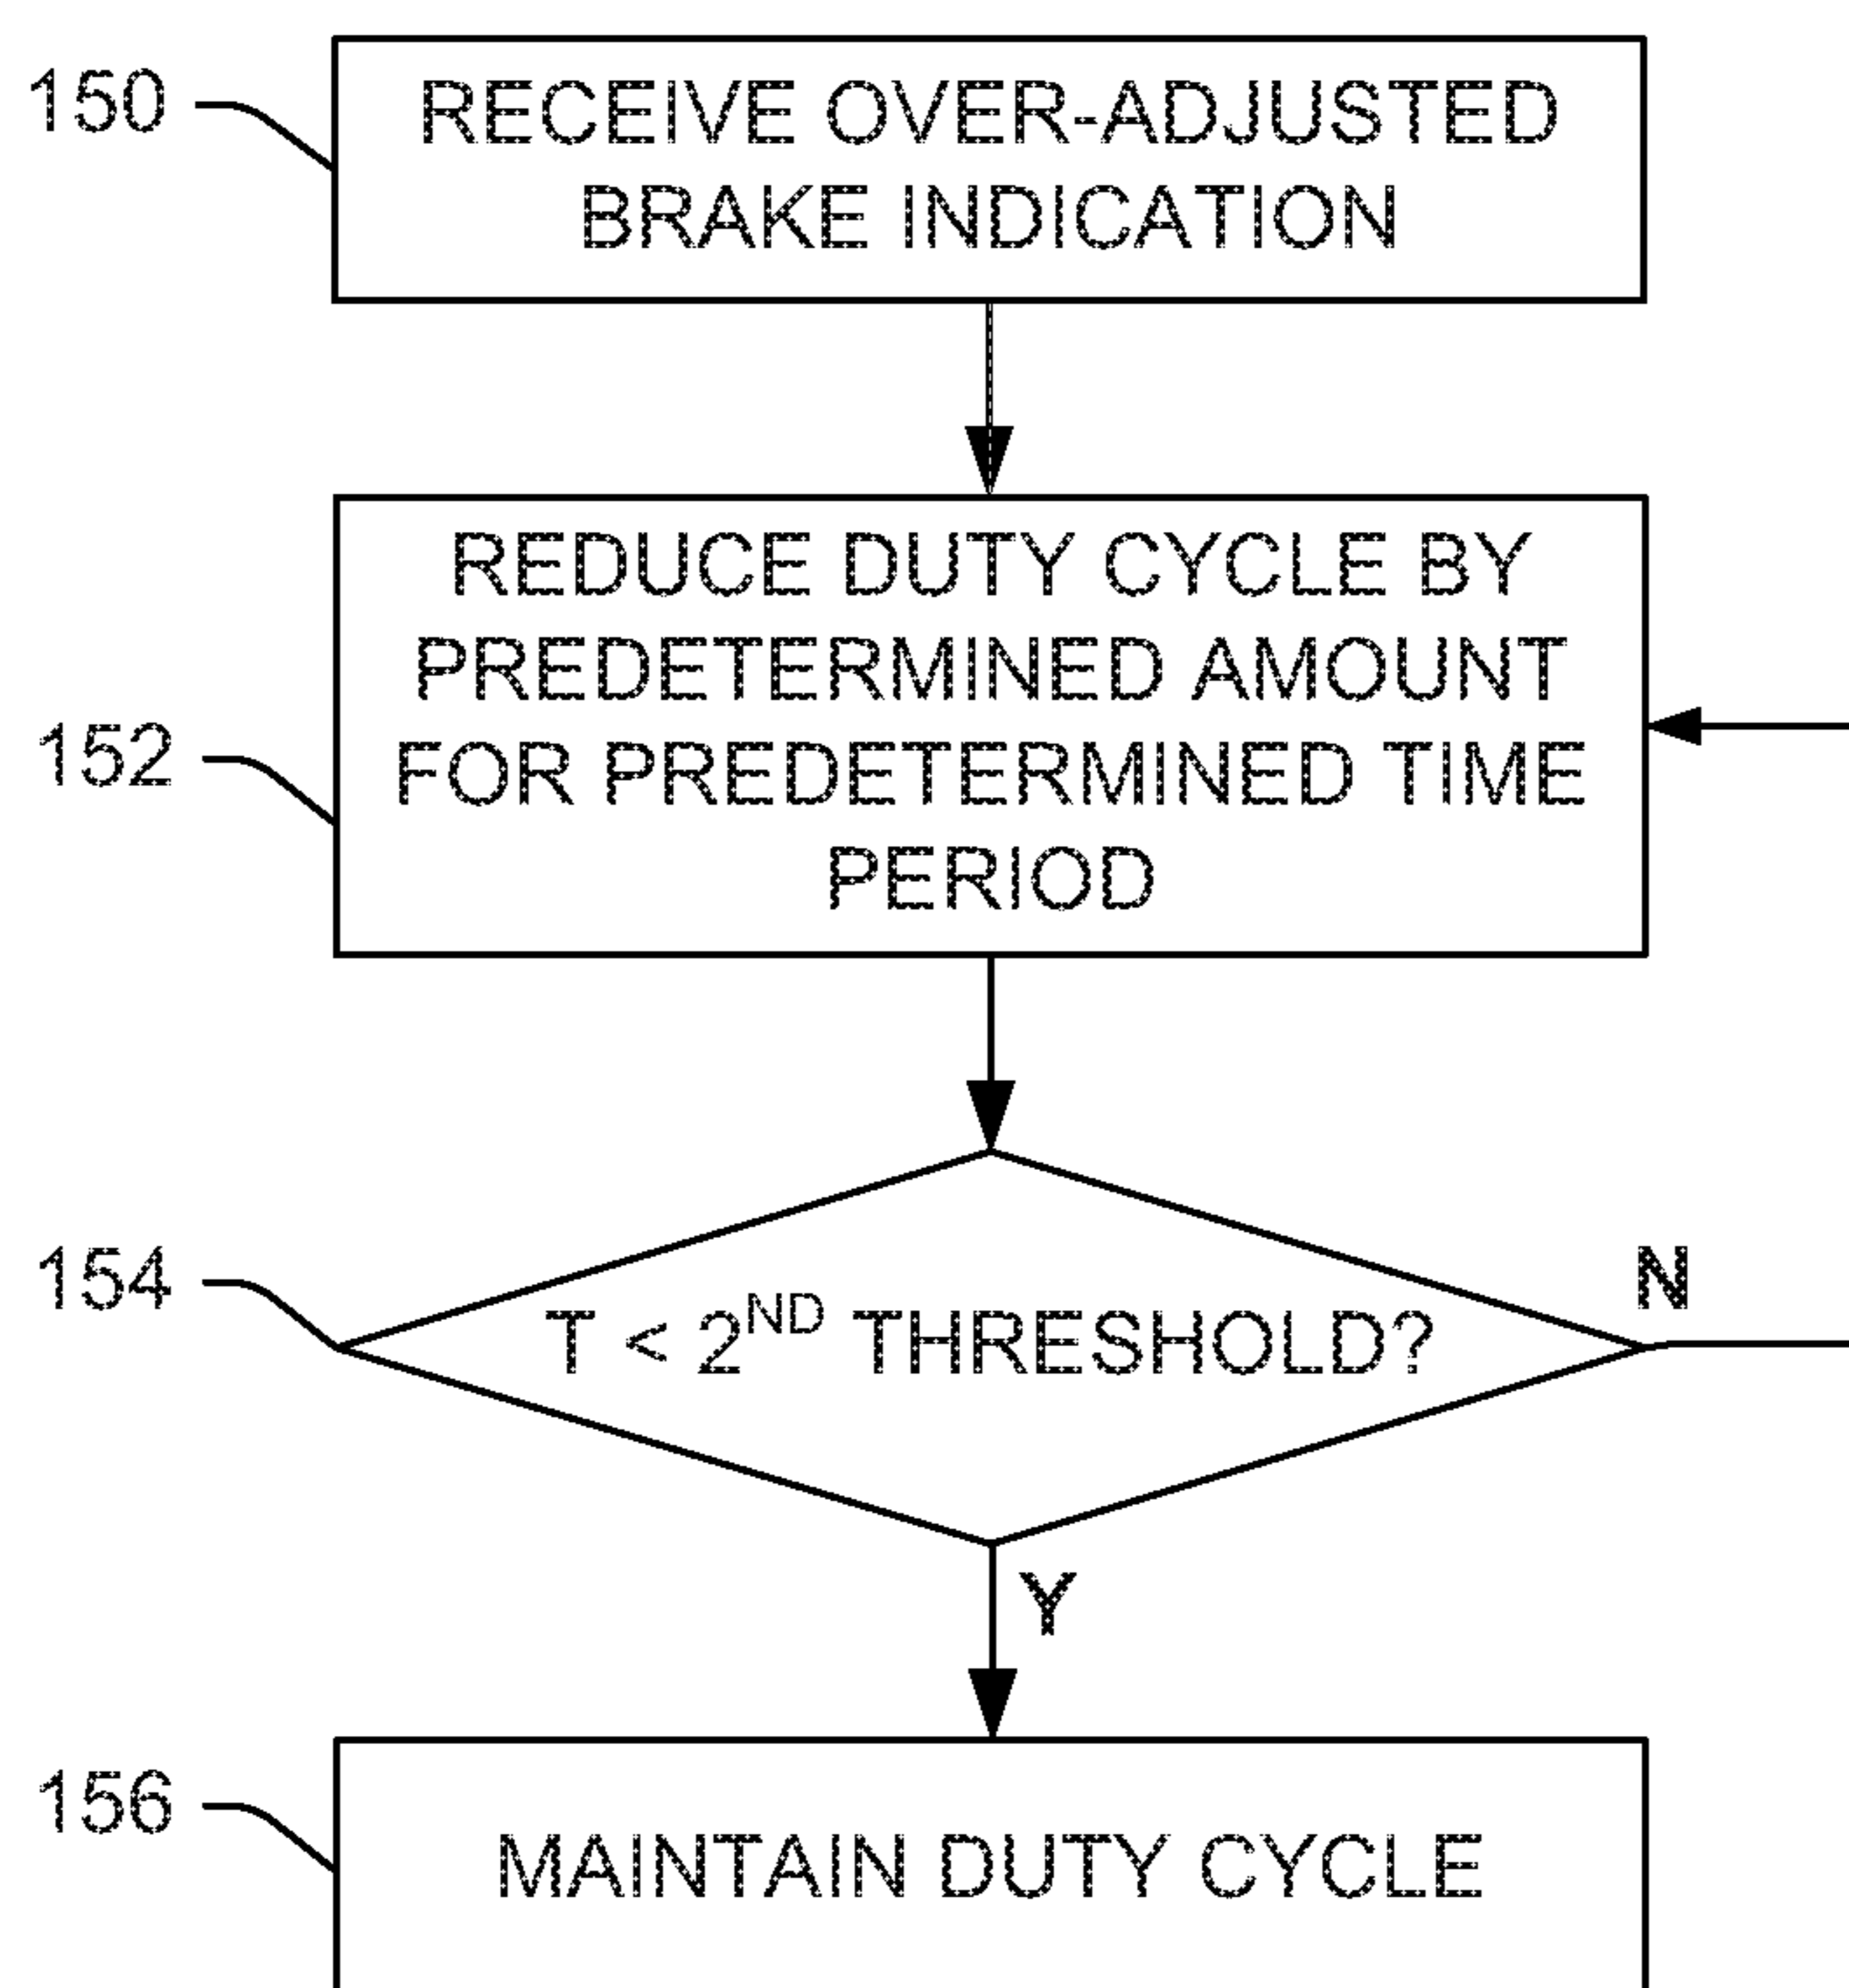 150
RECEIVE OVER-ADJUSTED
BRAKE INDICATION
REDUCE DUTY CYCLE BY
PREDETERMINED AMOUNT
152
FOR PREDETERMINED TIME
PERIOD
154
T < 2ND THRESHOLD?
N
Y
156
MAINTAIN DUTY CYCLE